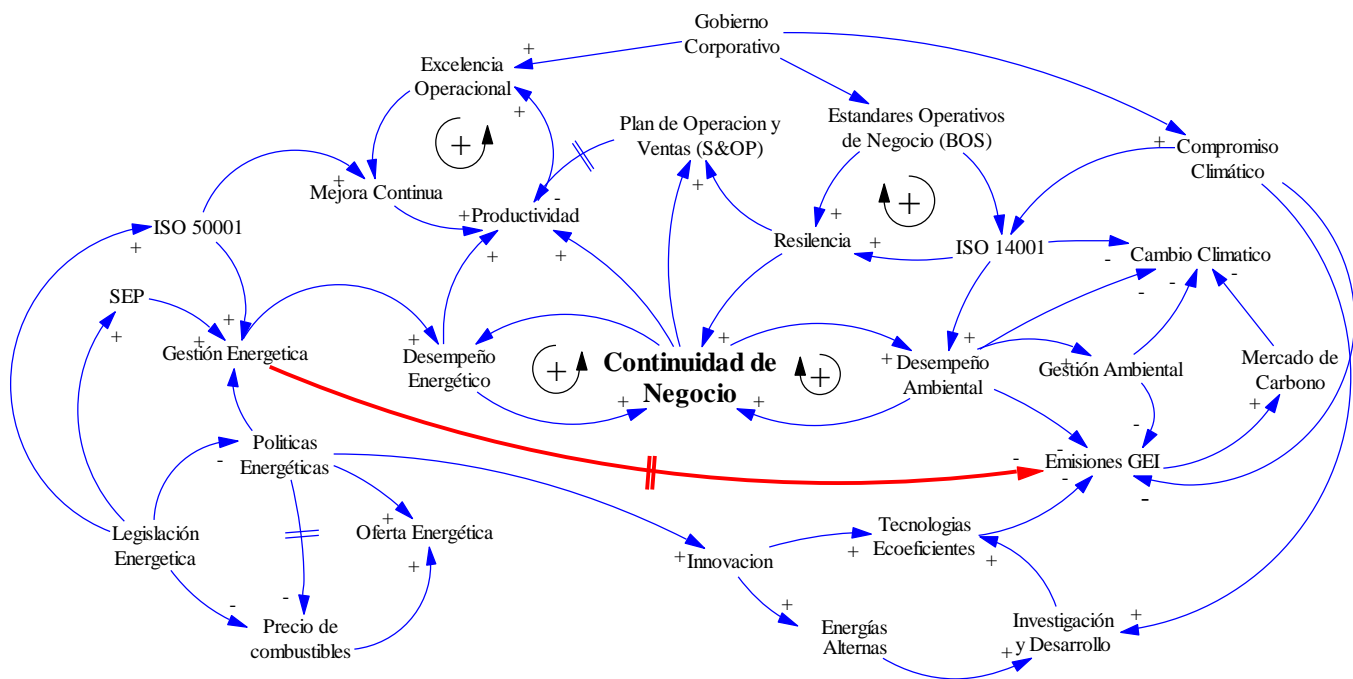 Gobierno
Corporativo
Excelencia
Operacional
Plan de Operacion y
Ventas (S&OP)
Estandares Operativos
de Negocio (BOS)
Compromiso
Climático
Mejora Continua
Productividad
ISO 50001
Resilencia
ISO 14001
Cambio Climatico
SEP
Gestión Energetica
Desempeño
Energético
Continuidad de
Negocio
Desempeño
Ambiental
Gestión Ambiental
Mercado de
Carbono
Politicas
Energéticas
Emisiones GEI
Legislación
Energetica
Oferta Energética
Innovacion
Tecnologias
Ecoeficientes
Precio de
combustibles
Energías
Alternas
Investigación
y Desarrollo